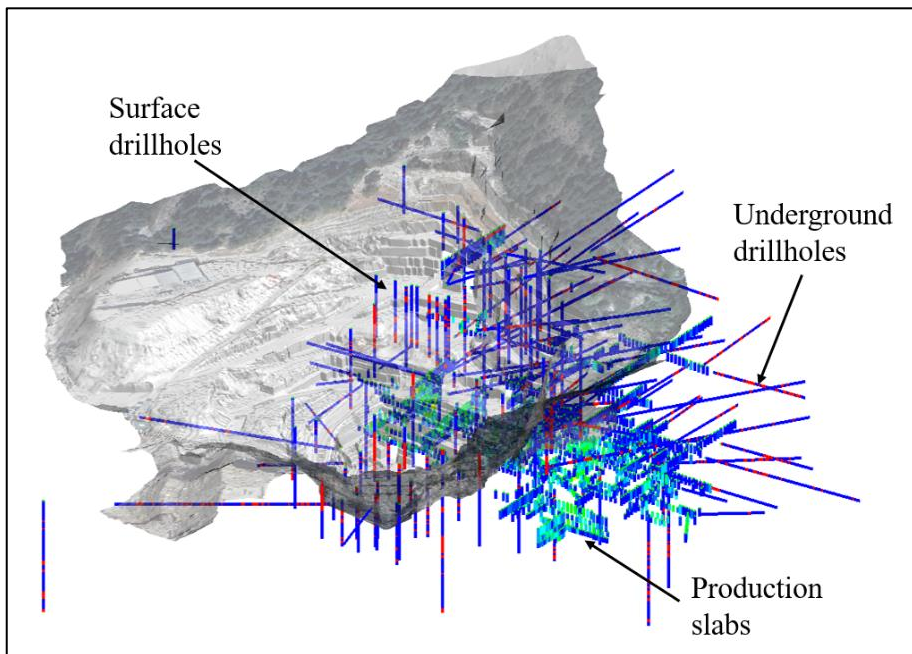 Surface
drillholes
Underground
drillholes
Production
slabs